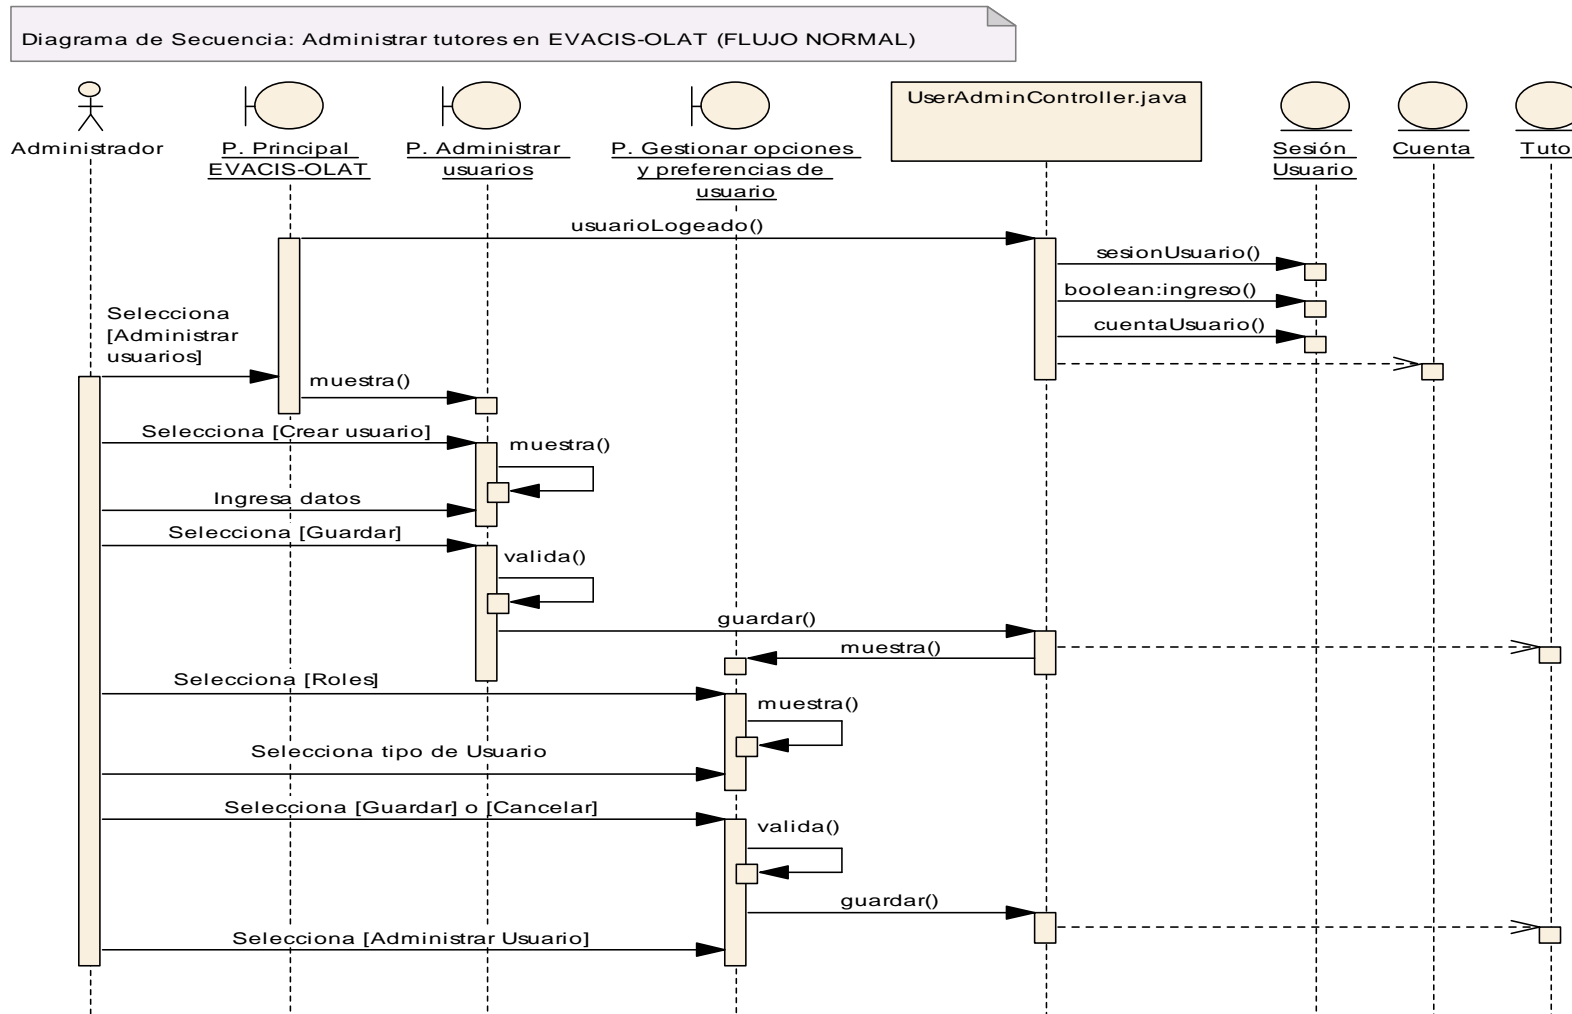 Diagrama de Secuencia: Administrar tutores en EVACIS-OLAT (FLUJO NORMAL)
Administrador
P. Principal
EVACIS-OLAT
P. Administrar
usuarios
P. Gestionar opciones
y preferencias de
usuario
UserAdminController.java
Sesión
Usuario
Cuenta
Tuto
usuarioLogeado()
sesionUsuario()
boolean:ingreso()
cuentaUsuario()
Selecciona
[Administrar
usuarios]
muestra()
Selecciona [Crear usuario]
muestra()
Ingresa datos
Selecciona [Guardar]
valida()
guardar()
muestra()
Selecciona [Roles]
muestra()
Selecciona tipo de Usuario
Selecciona [Guardar] o [Cancelar]
valida()
guardar()
Selecciona [Administrar Usuario]